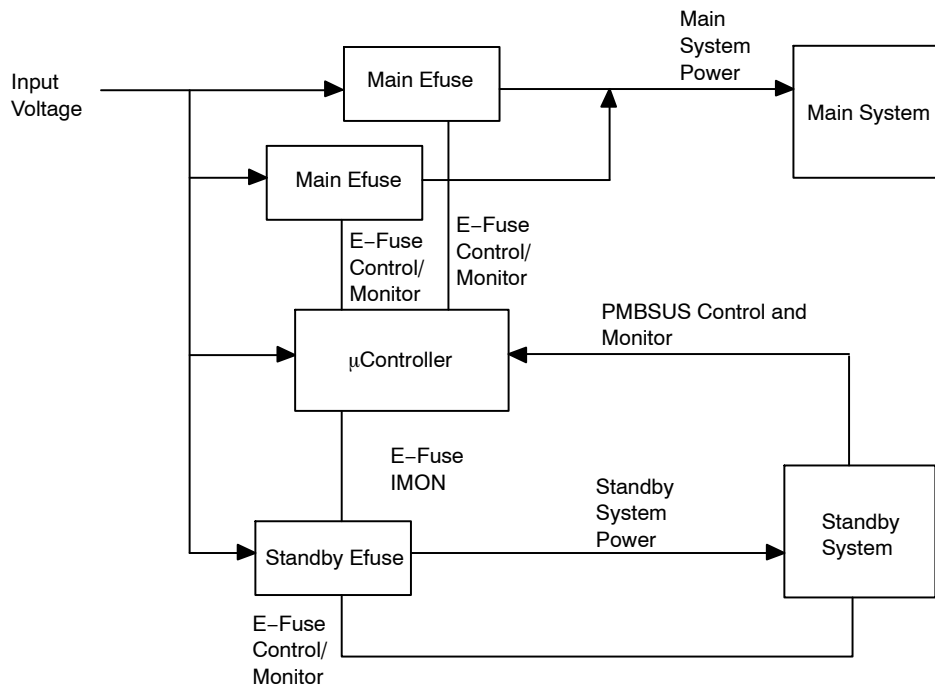 Main
System
Power
Input
Voltage
Main Efuse
Main System
Main Efuse
E−Fuse
Control/
Monitor
E−Fuse
Control/
Monitor
PMBSUS Control and
Monitor
μController
E−Fuse
IMON
Standby
System
Power
Standby
System
Standby Efuse
E−Fuse
Control/
Monitor